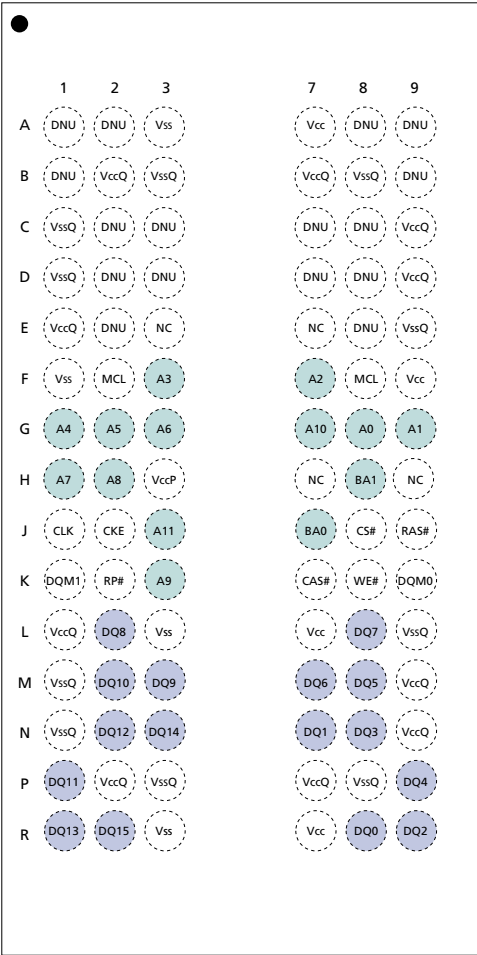 1 2 3 7 8 9
A DNU DNU Vss Vcc DNU DNU
B DNU VccQ VssQ VccQ VssQ DNU
C VssQ DNU DNU DNU DNU VccQ
D VssQ DNU DNU DNU DNU VccQ
E VccQ DNU NC NC DNU VssQ
F Vss MCL A3 A2 MCL Vcc
G A4 A5 A6 A10 A0 A1
H A7 A8 VccP NC BA1 NC
J CLK CKE A11 BA0 CS# RAS#
K DQM1 RP# A9 CAS# WE# DQM0
L VccQ DQ8 Vss Vcc DQ7 VssQ
M VssQ DQ10 DQ9 DQ6 DQ5 VccQ
N VssQ DQ12 DQ14 DQ1 DQ3 VccQ
P DQ11 VccQ VssQ VccQ VssQ DQ4
R DQ13 DQ15 Vss Vcc DQ0 DQ2